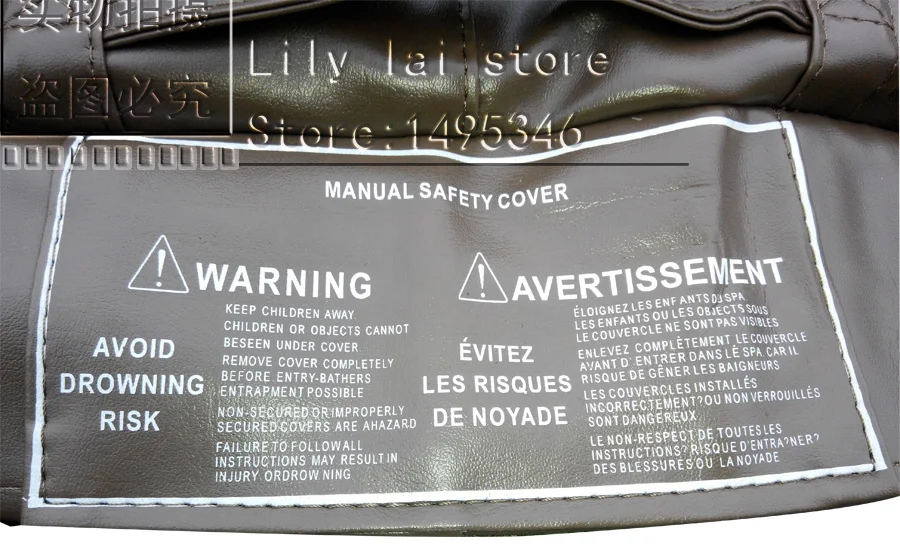 实物拍摄
盗图必究
Lily lai store
Store:1495346
MANUAL SAFETY COVER
WARNING
AVOID
DROWNING
RISK
KEEP CHILDREN AWAY.
CHILDREN OR OBJECTS CANNOT
BESEEN UNDER COVER.
REMOVE COVER COMPLETELY
BEFORE ENTRY-BATHERS
ENTRAPMENT POSSIBLE
NON-SECURED OR IMPROPERLY
SECURED COVERS ARE AHAZARD
FAILURE TO FOLLOWALL
INSTRUCTIONS MAY RESULT IN
INJURY ORDROW NING
AVERTISSEMENT
ÉVITEZ
LES RISQUES
DE NOYADE
ÉLOIGNEZ LES ENFANTS DU SPA
LES ENFANTS OU LES OBJECTS SOUS
LE COUVERCLE NE SONT PAS VISIBLES
ENLEVEZ COMPLÈTEMENT LE COUVERCLE
AVANT D'ENTRER DANS LE SPA, CAR IL
RISQUE DE GÊNER LES BAIGNEURS
LES COUVERCLES INSTALLÉS
INCORRECTEMENT?OU NON VERROUILLÉS
SONT DANGEREUX
LE NON-RESPECT DE TOUTES LES
INSTRUCTIONS? RISQUE D'ENTRA?NER?
DES BLESSURES OU LA NOYADE